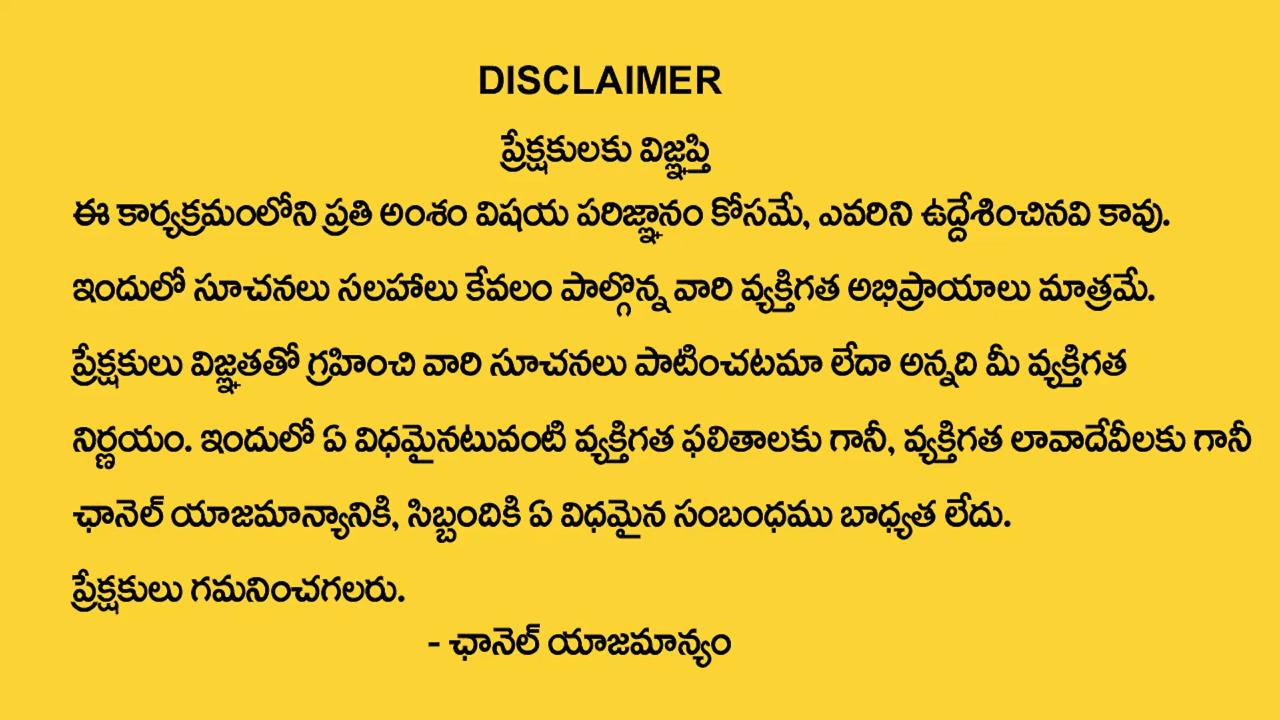 DISCLAIMER
ప్రేక్షకులకు విజ్ఞప్తి
ఈ కార్యక్రమంలోని ప్రతి అంశం విషయ పరిజ్ఞానం కోసమే, ఎవరిని ఉద్దేశించినవి కావు.
ఇందులో సూచనలు సలహాలు కేవలం పాల్గొన్న వారి వ్యక్తిగత అభిప్రాయాలు మాత్రమే.
ప్రేక్షకులు విజ్ఞతతో గ్రహించి వారి సూచనలు పాటించటమా లేదా అన్నది మీ వ్యక్తిగత
నిర్ణయం. ఇందులో ఏ విధమైనటువంటి వ్యక్తిగత ఫలితాలకు గానీ, వ్యక్తిగత లావాదేవీలకు గానీ
ఛానెల్ యాజమాన్యానికి, సిబ్బందికి ఏ విధమైన సంబంధము బాధ్యత లేదు.
ప్రేక్షకులు గమనించగలరు.
- ఛానెల్ యాజమాన్యం